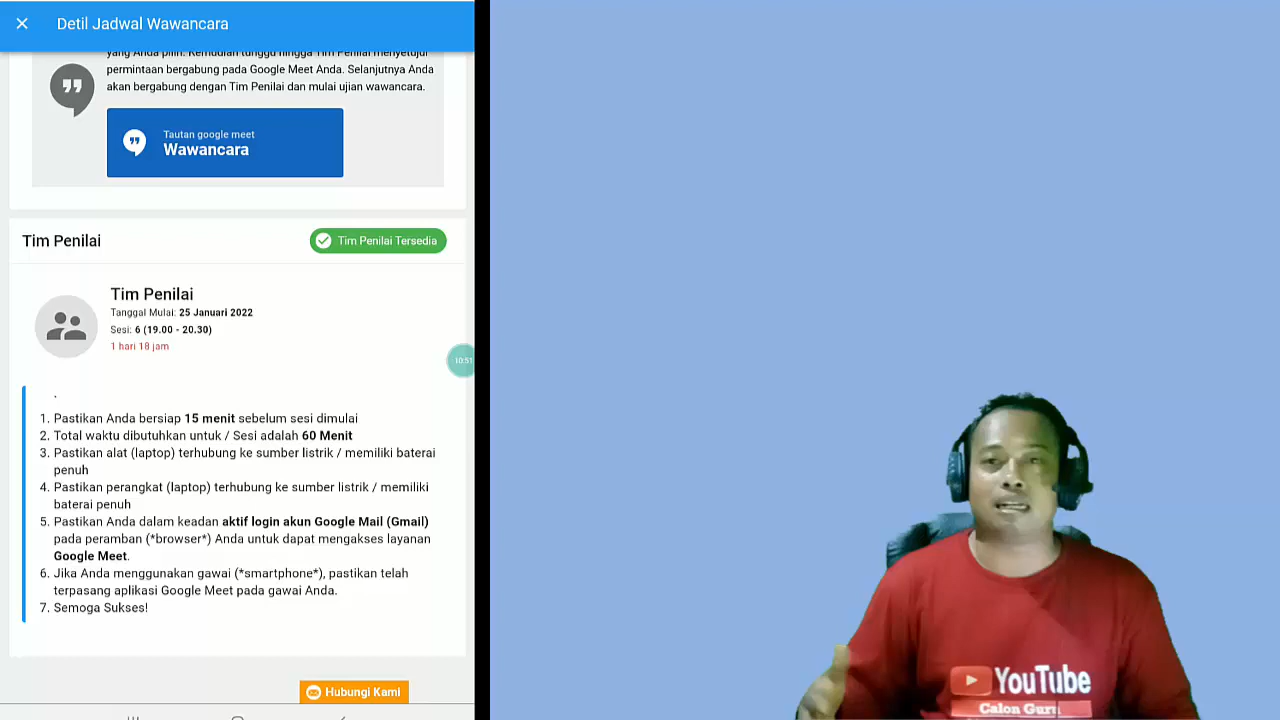 Detil Jadwal Wawancara
yang Anda pilih. Kemudian tunggu hingga Tim Penilai menyetujui
permintaan bergabung pada Google Meet Anda. Selanjutnya Anda
akan bergabung dengan Tim Penilai dan mulai ujian wawancara.
Tautan google meet
Wawancara
Tim Penilai
Tim Penilai Tersedia
Tim Penilai
Tanggal Mulai: 25 Januari 2022
Sesi: 6 (19.00 - 20.30)
1 hari 18 jam
10:51
1. Pastikan Anda bersiap 15 menit sebelum sesi dimulai
2. Total waktu dibutuhkan untuk / Sesi adalah 60 Menit
3. Pastikan alat (laptop) terhubung ke sumber listrik / memiliki baterai
penuh
4. Pastikan perangkat (laptop) terhubung ke sumber listrik / memiliki
baterai penuh
5. Pastikan Anda dalam keadan aktif login akun Google Mail (Gmail)
pada peramban (*browser*) Anda untuk dapat mengakses layanan
Google Meet.
6. Jika Anda menggunakan gawai (*smartphone*), pastikan telah
terpasang aplikasi Google Meet pada gawai Anda.
7. Semoga Sukses!
Hubungi Kami
YouTube
Calon Guru